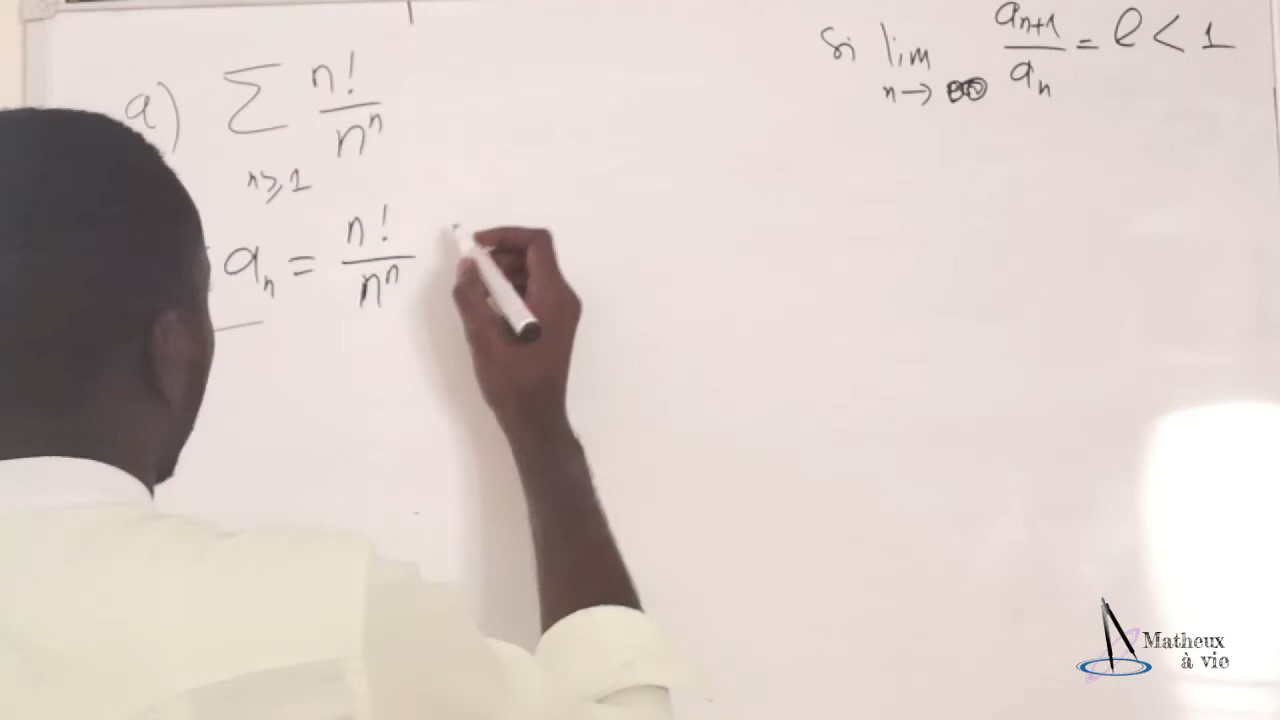 a) ∑ n!/nⁿ
n⩾1
aₙ = n!/nⁿ
Si lim aₙ₊₁/aₙ = ℓ < 1
n→∞
Matheux
à vie